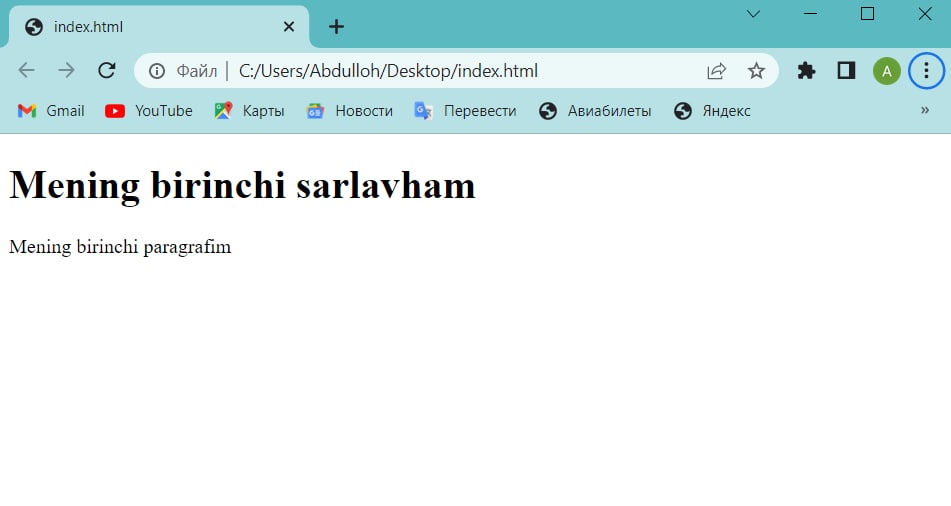 index.html
Файл | C:/Users/Abdulloh/Desktop/index.html
A
Gmail YouTube Карты Новости Перевести Авиабилеты Яндекс »
Mening birinchi sarlavham
Mening birinchi paragrafim